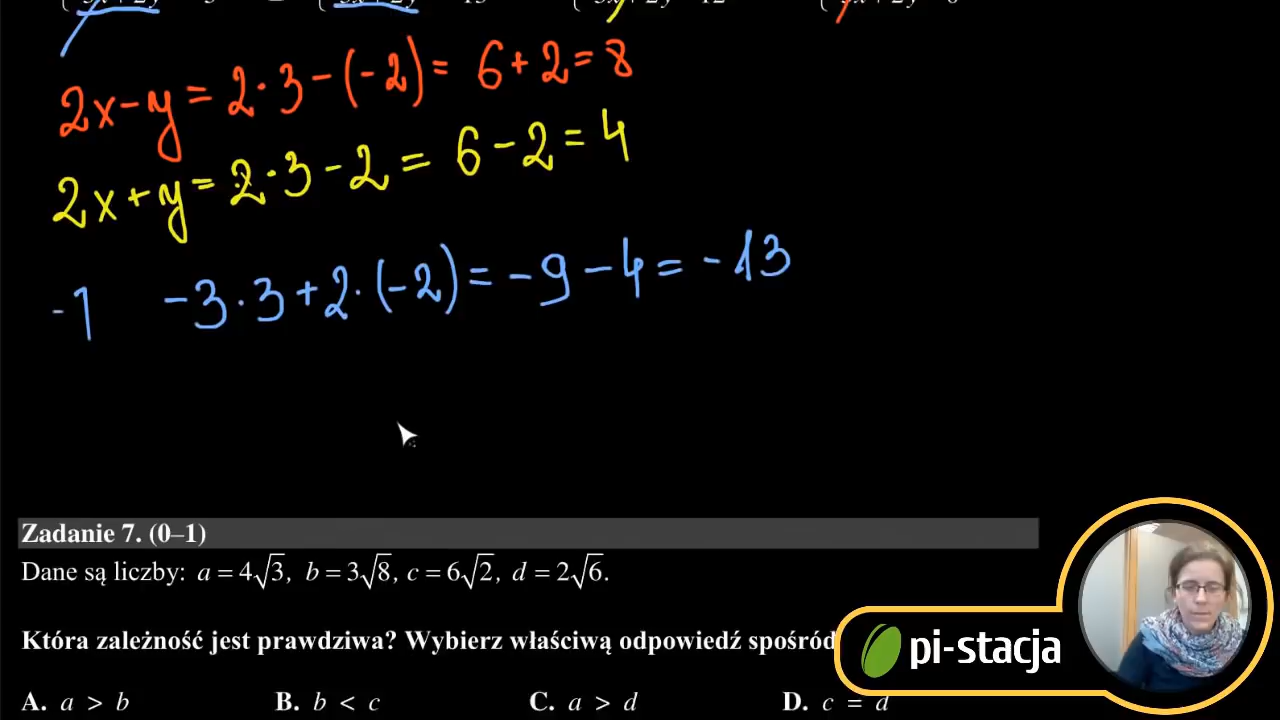 2x-y = 2·3-(-2) = 6+2=8
2x+y = 2·3-2 = 6-2=4
-1 -3·3+2·(-2) = -9-4 = -13
Zadanie 7. (0–1)
Dane są liczby: a = 4√3, b = 3√8, c = 6√2, d = 2√6.
Która zależność jest prawdziwa? Wybierz właściwą odpowiedź spośród
pi-stacja
A. a > b B. b < c C. a > d D. c = d